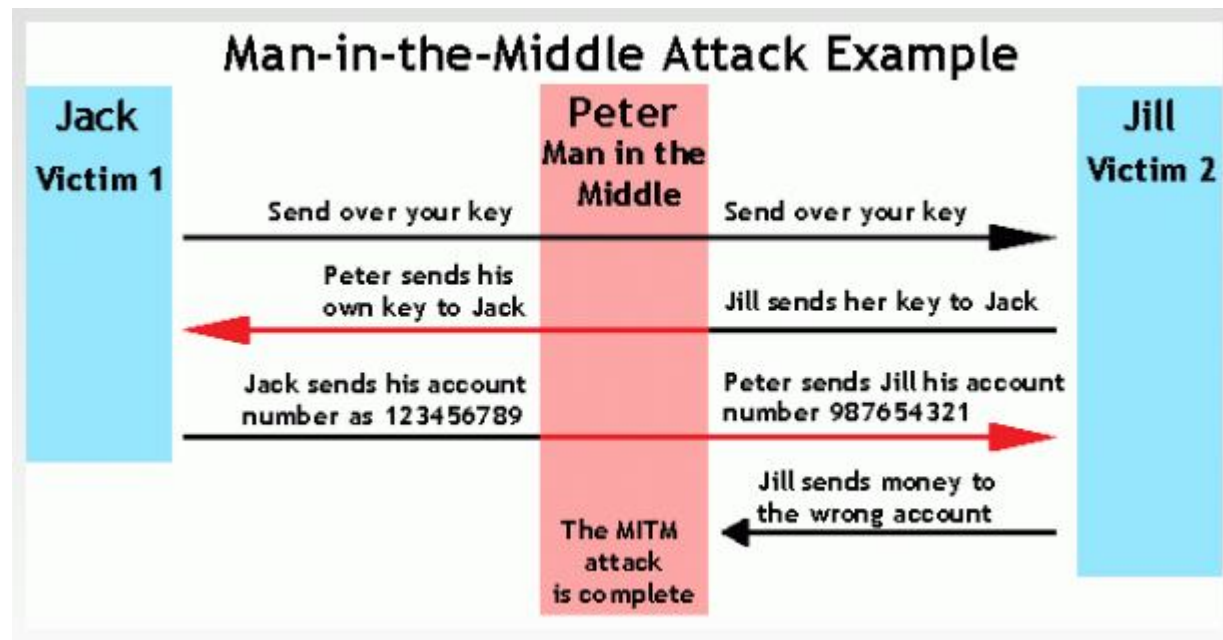 Man-in-the-Middle Attack Example
Jack
Victim 1
Peter
Man in the
Middle
Jill
Victim 2
Send over your key
Send over your key
Peter sends his
own key to Jack
Jill sends her key to Jack
Jack sends his account
number as 123456789
Peter sends Jill his account
number 987654321
Jill sends money to
the wrong account
The MITM
attack
is complete